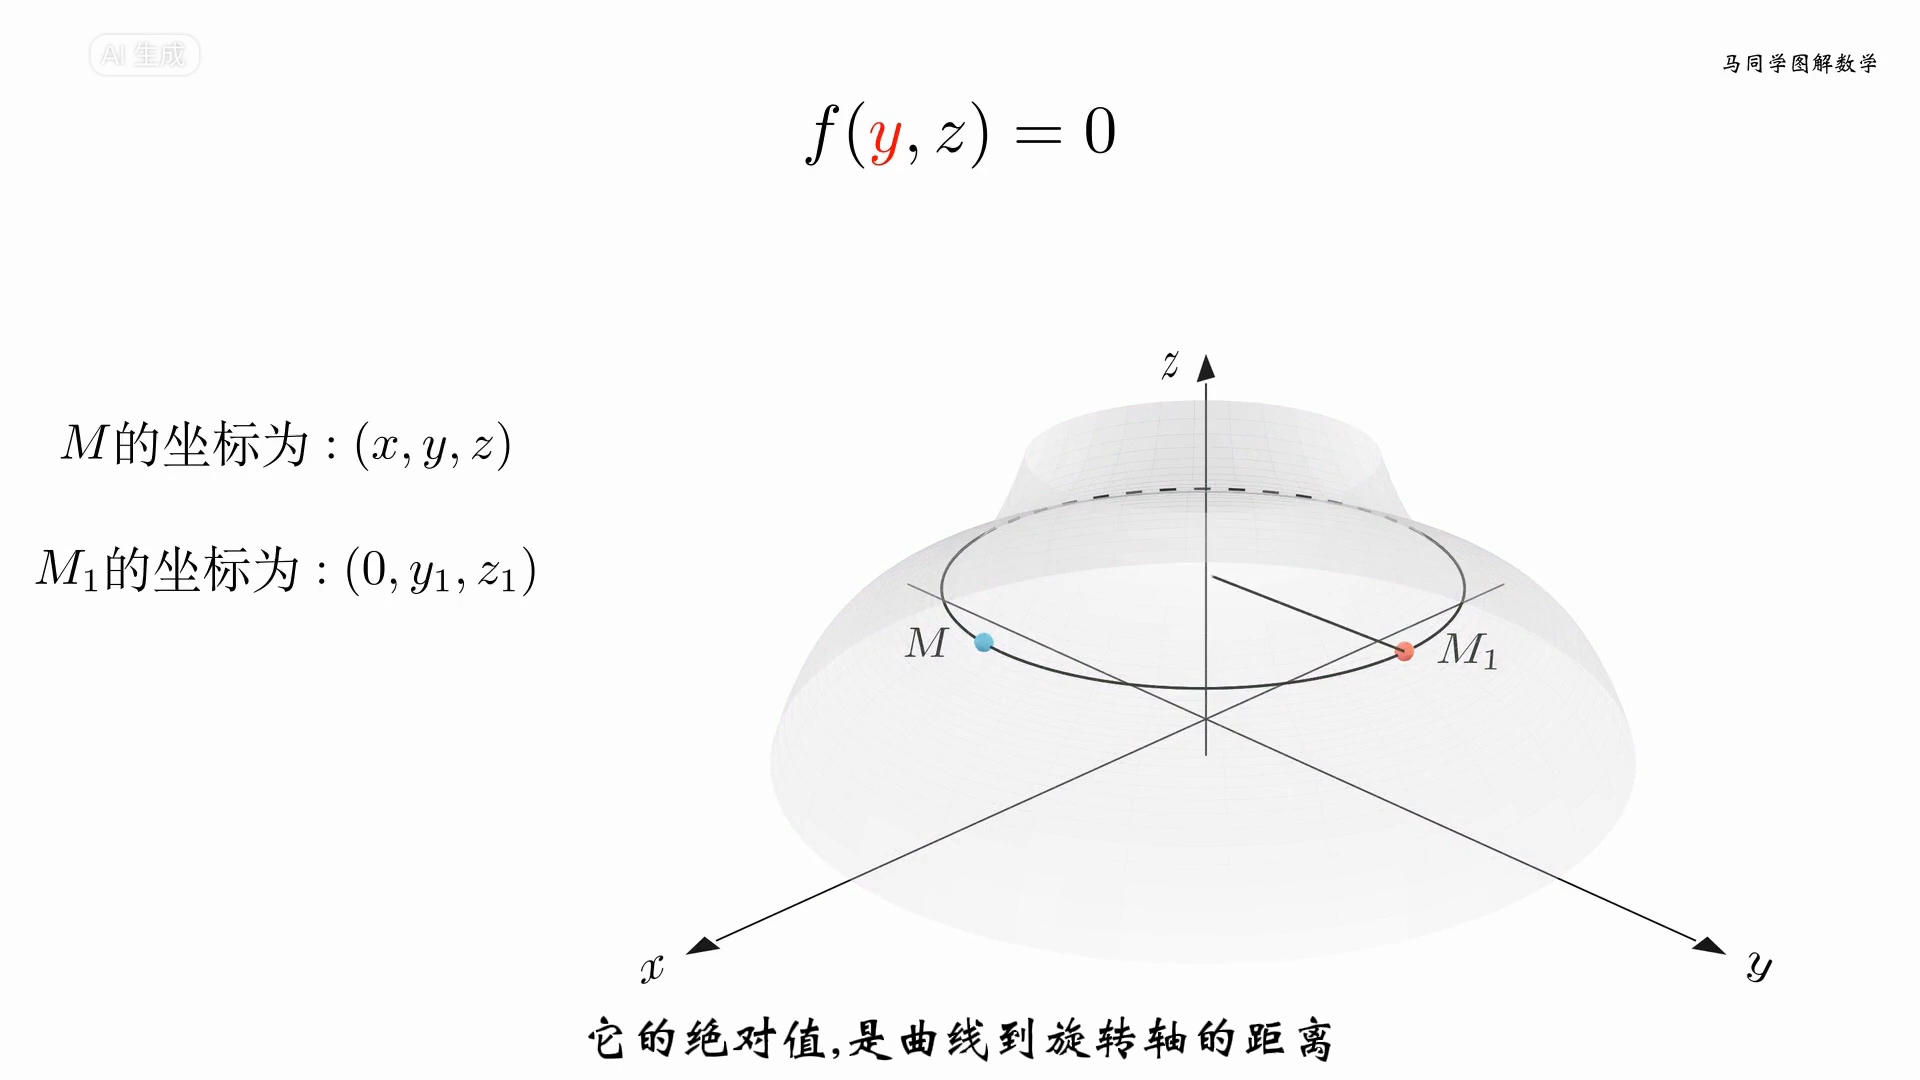 AI 生成
马同学图解数学
f(y, z) = 0
z
M的坐标为 : (x, y, z)
M₁的坐标为 : (0, y₁, z₁)
M
M₁
x
y
它的绝对值,是曲线到旋转轴的距离